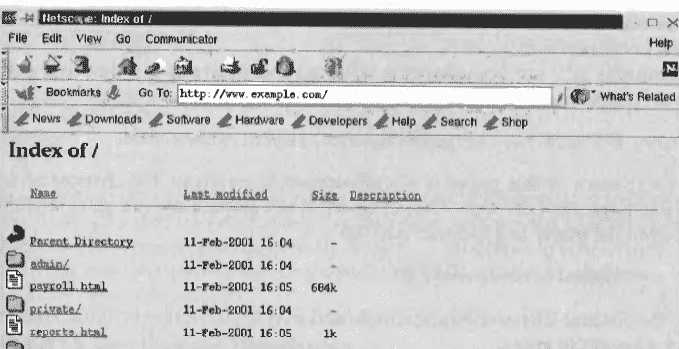 Netscape: Index of /
File Edit View Go Communicator Help
Bookmarks Go To: http://www.example.com/ What's Related
News Downloads Software Hardware Developers Help Search Shop
Index of /
Name Last modified Size Description
Parent Directory 11-Feb-2001 16:04 -
admin/ 11-Feb-2001 16:04 -
payroll.html 11-Feb-2001 16:05 684k
private/ 11-Feb-2001 16:04 -
reports.html 11-Feb-2001 16:05 1k